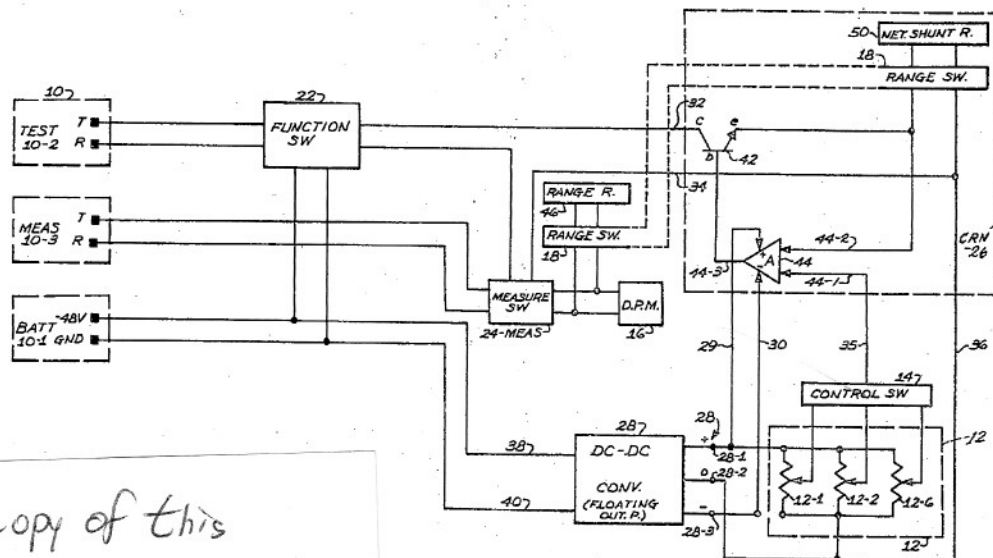 50
NET. SHUNT R.
18
RANGE SW.
10
TEST
10-2
T
R
22
FUNCTION
SW
32
c
e
b
42
34
MEAS
10-3
T
R
RANGE R.
46
RANGE SW.
18
44-2
+
A
-
44
44-3
44-1
CRN
-26
MEASURE
SW
24-MEAS
D.P.M.
16
BATT
10-1
-48V
GND
29
30
35
36
14
CONTROL SW
28
38
DC-DC
CONV.
(FLOATING
OUT. P.)
40
28
+
28-1
o
28-2
-
28-3
12
12-1
12-2
12-6
12
copy of this